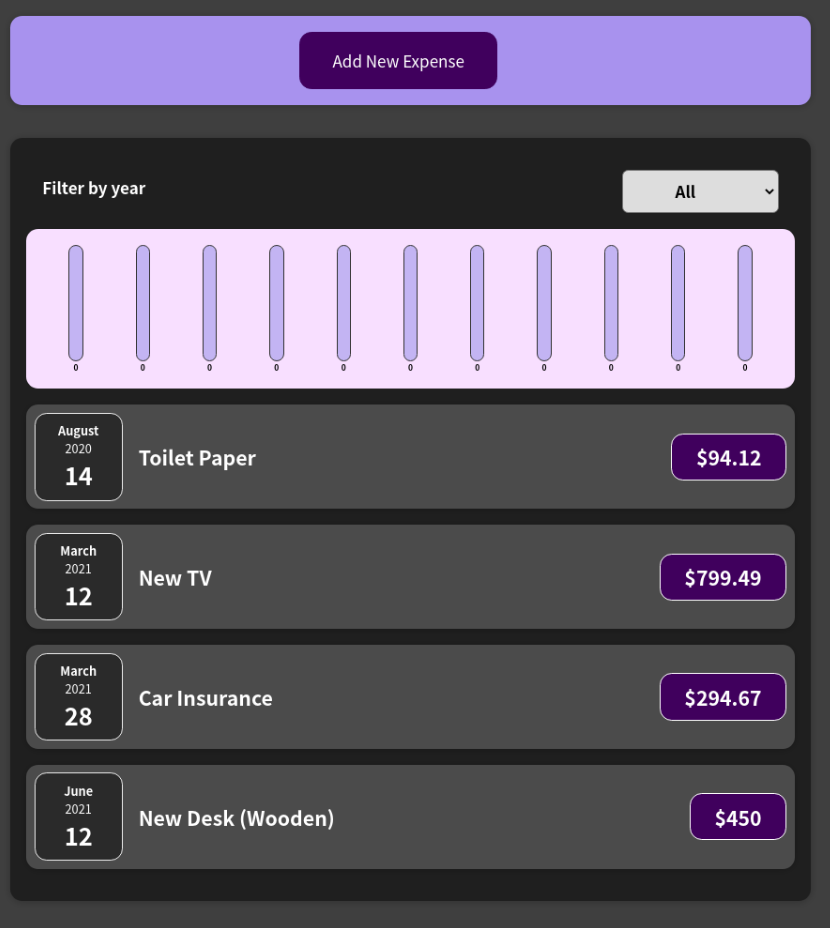 Add New Expense
Filter by year
All
0 0 0 0 0 0 0 0 0 0 0
August
2020
14
Toilet Paper
$94.12
March
2021
12
New TV
$799.49
March
2021
28
Car Insurance
$294.67
June
2021
12
New Desk (Wooden)
$450